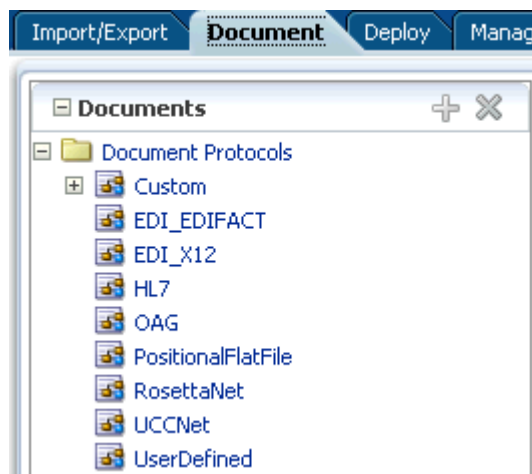 Import/Export Document Deploy Manag
Documents
Document Protocols
Custom
EDI_EDIFACT
EDI_X12
HL7
OAG
PositionalFlatFile
RosettaNet
UCCNet
UserDefined